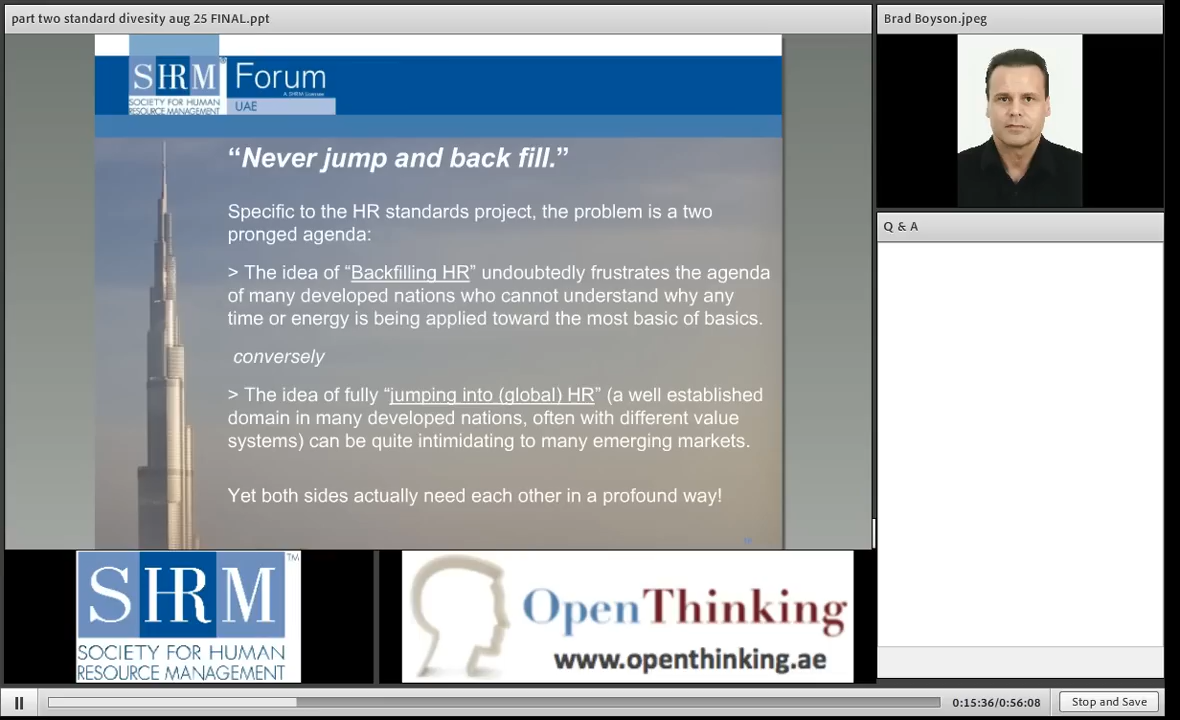 part two standard divesity aug 25 FINAL.ppt
Brad Boyson.jpeg
SHRM
Forum
A SHRM
SOCIETY FOR HUMAN
RESOURCE MANAGEMENT
UAE
“Never jump and back fill.”
Specific to the HR standards project, the problem is a two
pronged agenda:
> The idea of “Backfilling HR” undoubtedly frustrates the agenda
of many developed nations who cannot understand why any
time or energy is being applied toward the most basic of basics.
conversely
> The idea of fully “jumping into (global) HR” (a well established
domain in many developed nations, often with different value
systems) can be quite intimidating to many emerging markets.
Yet both sides actually need each other in a profound way!
Q & A
SHRM™
SOCIETY FOR HUMAN
RESOURCE MANAGEMENT
OpenThinking
www.openthinking.ae
0:15:36/0:56:08
Stop and Save